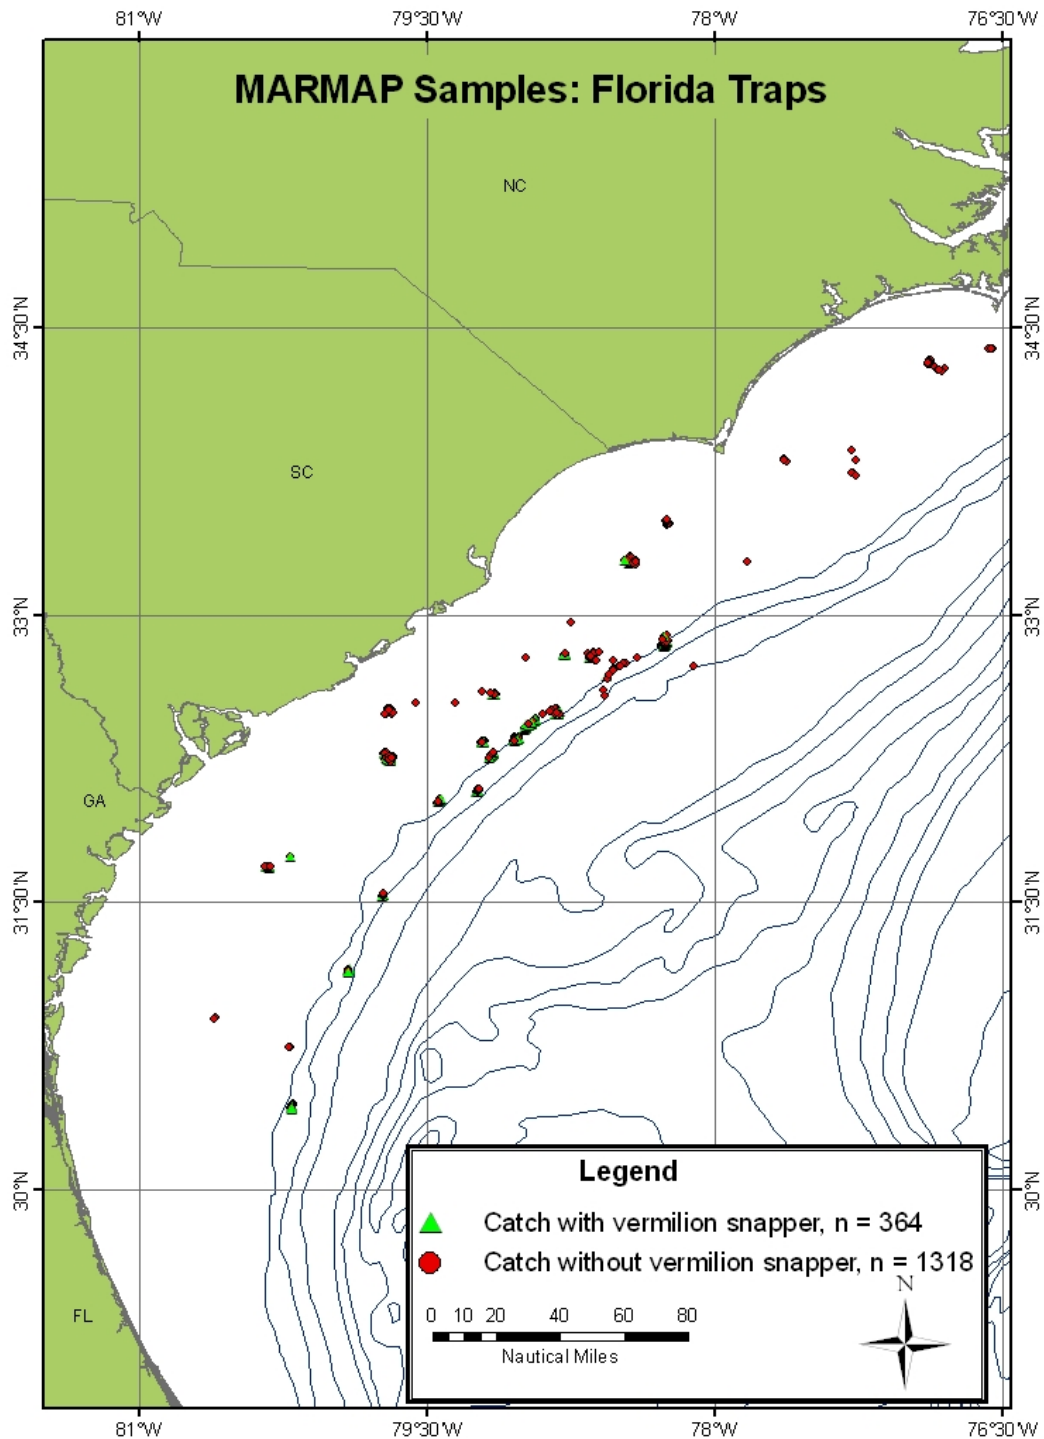 81°W 79°30'W 78°W 76°30'W
MARMAP Samples: Florida Traps
NC
34°30'N 34°30'N
SC
33°N 33°N
GA
31°30'N 31°30'N
30°N 30°N
FL
Legend
Catch with vermilion snapper, n = 364
Catch without vermilion snapper, n = 1318
N
0 10 20 40 60 80
Nautical Miles
81°W 79°30'W 78°W 76°30'W